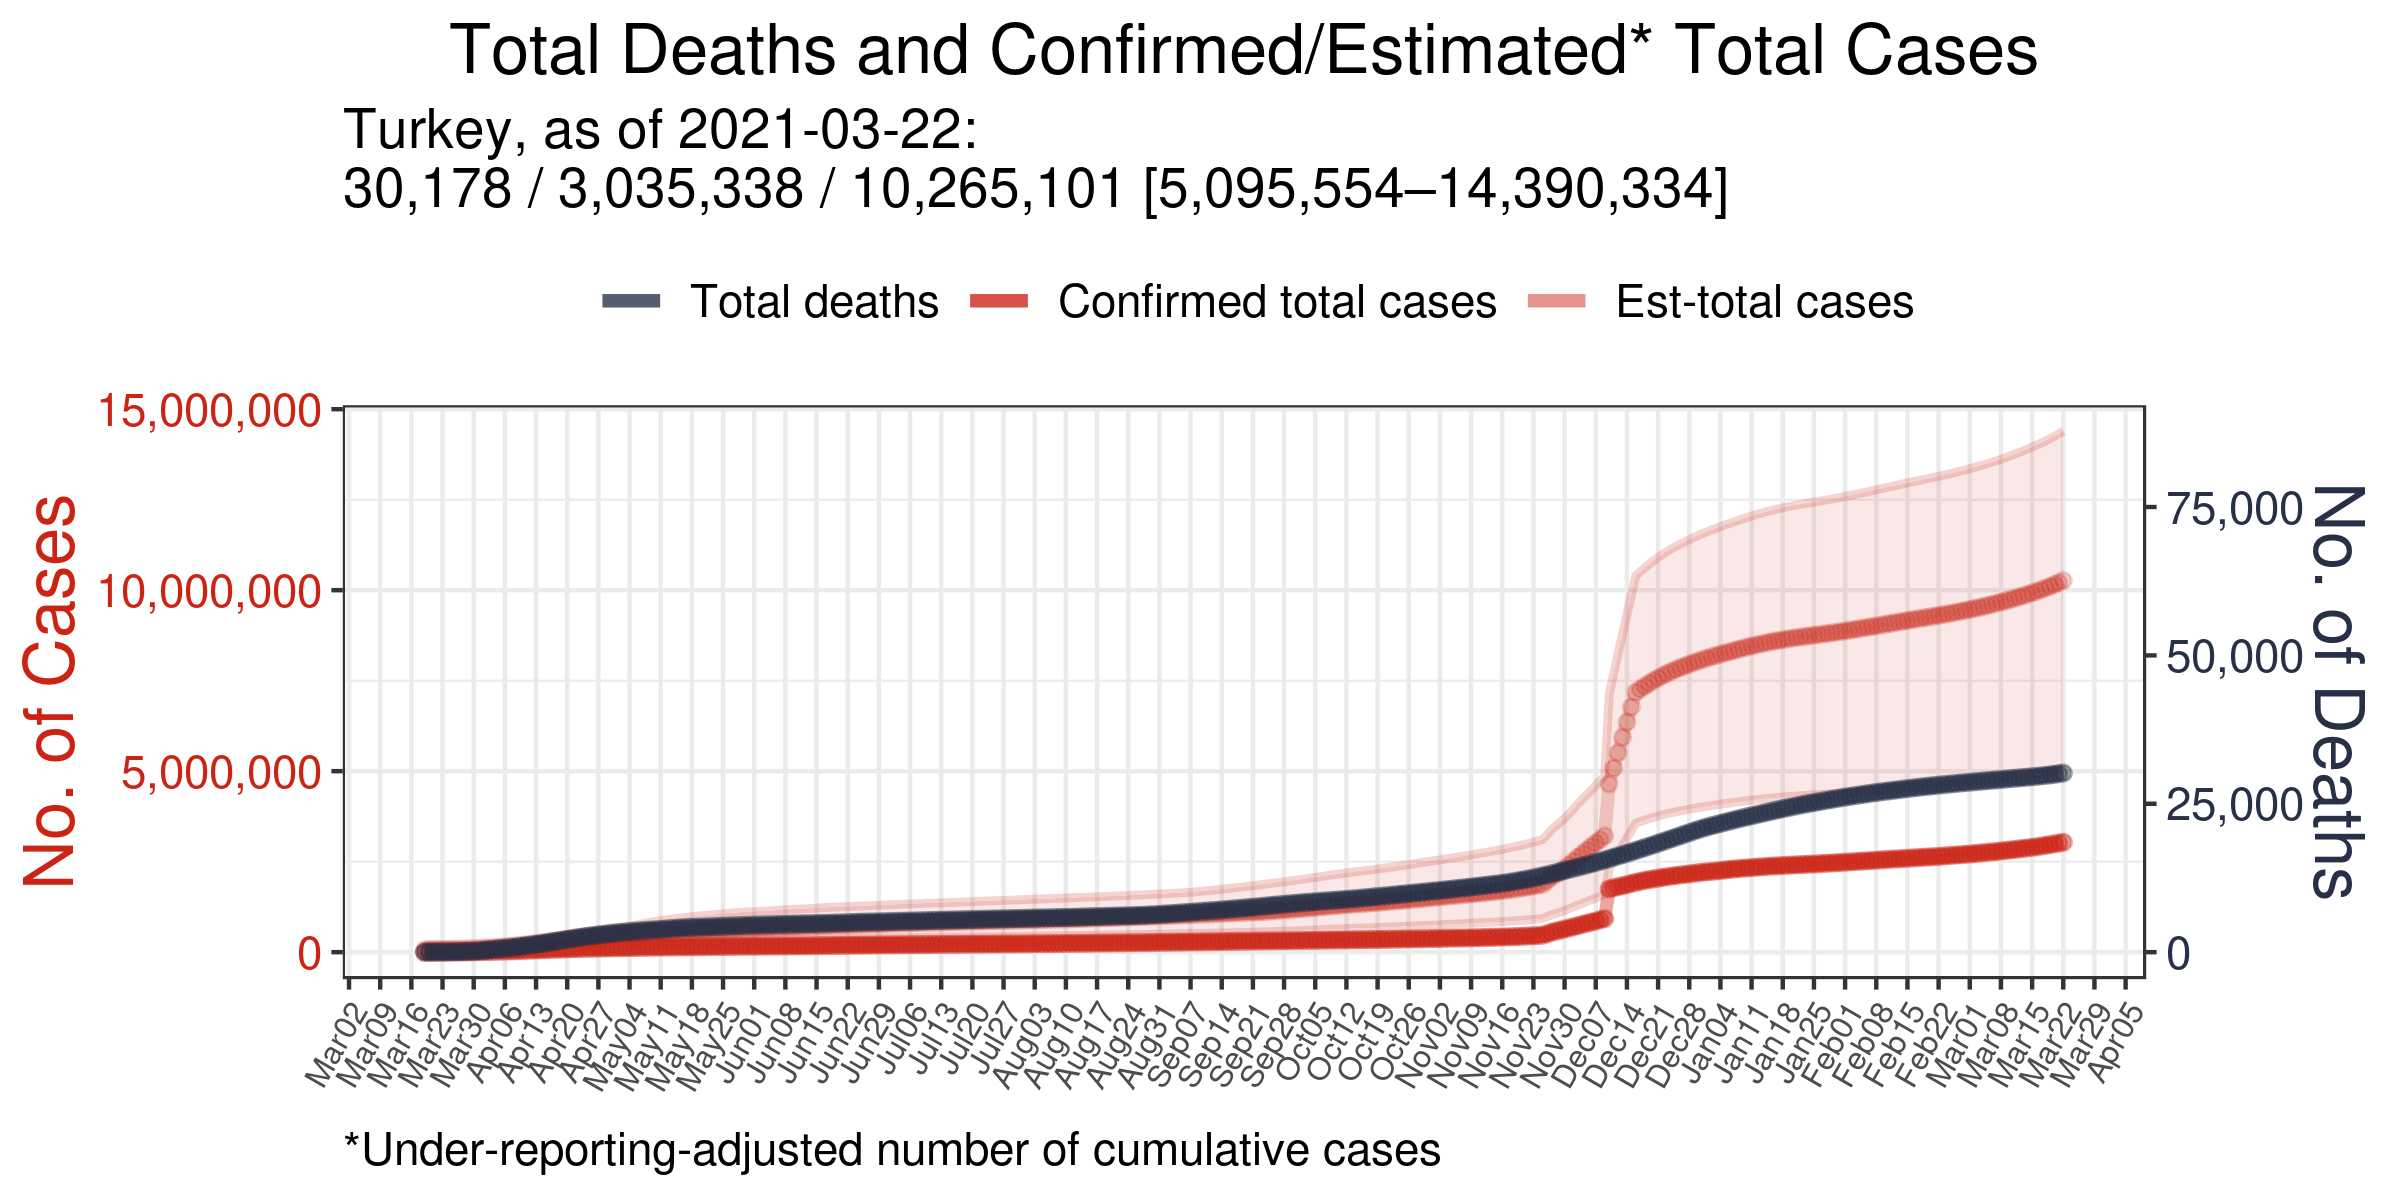 Total Deaths and Confirmed/Estimated* Total Cases
Turkey, as of 2021-03-22:
30,178 / 3,035,338 / 10,265,101 [5,095,554–14,390,334]
Total deaths
Confirmed total cases
Est-total cases
No. of Cases
15,000,000
10,000,000
5,000,000
0
75,000
50,000
25,000
0
No. of Deaths
Mar02
Mar09
Mar16
Mar23
Mar30
Apr06
Apr13
Apr20
Apr27
May04
May11
May18
May25
Jun01
Jun08
Jun15
Jun22
Jun29
Jul06
Jul13
Jul20
Jul27
Aug03
Aug10
Aug17
Aug24
Aug31
Sep07
Sep14
Sep21
Sep28
Oct05
Oct12
Oct19
Oct26
Nov02
Nov09
Nov16
Nov23
Nov30
Dec07
Dec14
Dec21
Dec28
Jan04
Jan11
Jan18
Jan25
Feb01
Feb08
Feb15
Feb22
Mar01
Mar08
Mar15
Mar22
Mar29
Apr05
*Under-reporting-adjusted number of cumulative cases